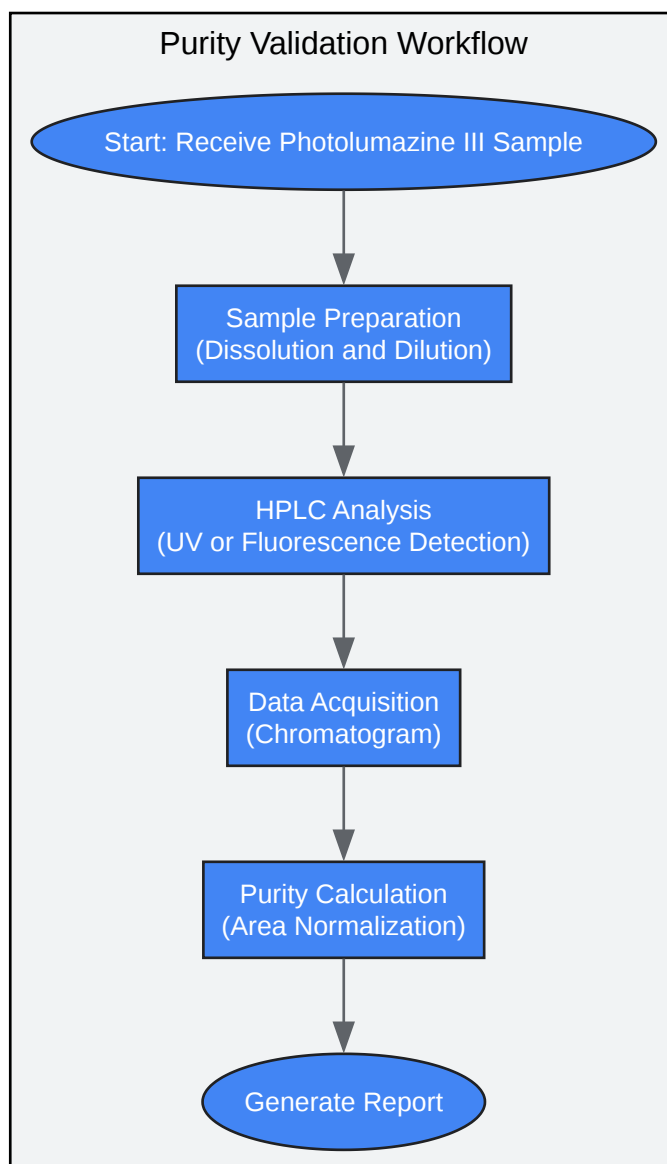 Purity Validation Workflow
Start: Receive Photolumazine III Sample
Sample Preparation
(Dissolution and Dilution)
HPLC Analysis
(UV or Fluorescence Detection)
Data Acquisition
(Chromatogram)
Purity Calculation
(Area Normalization)
Generate Report